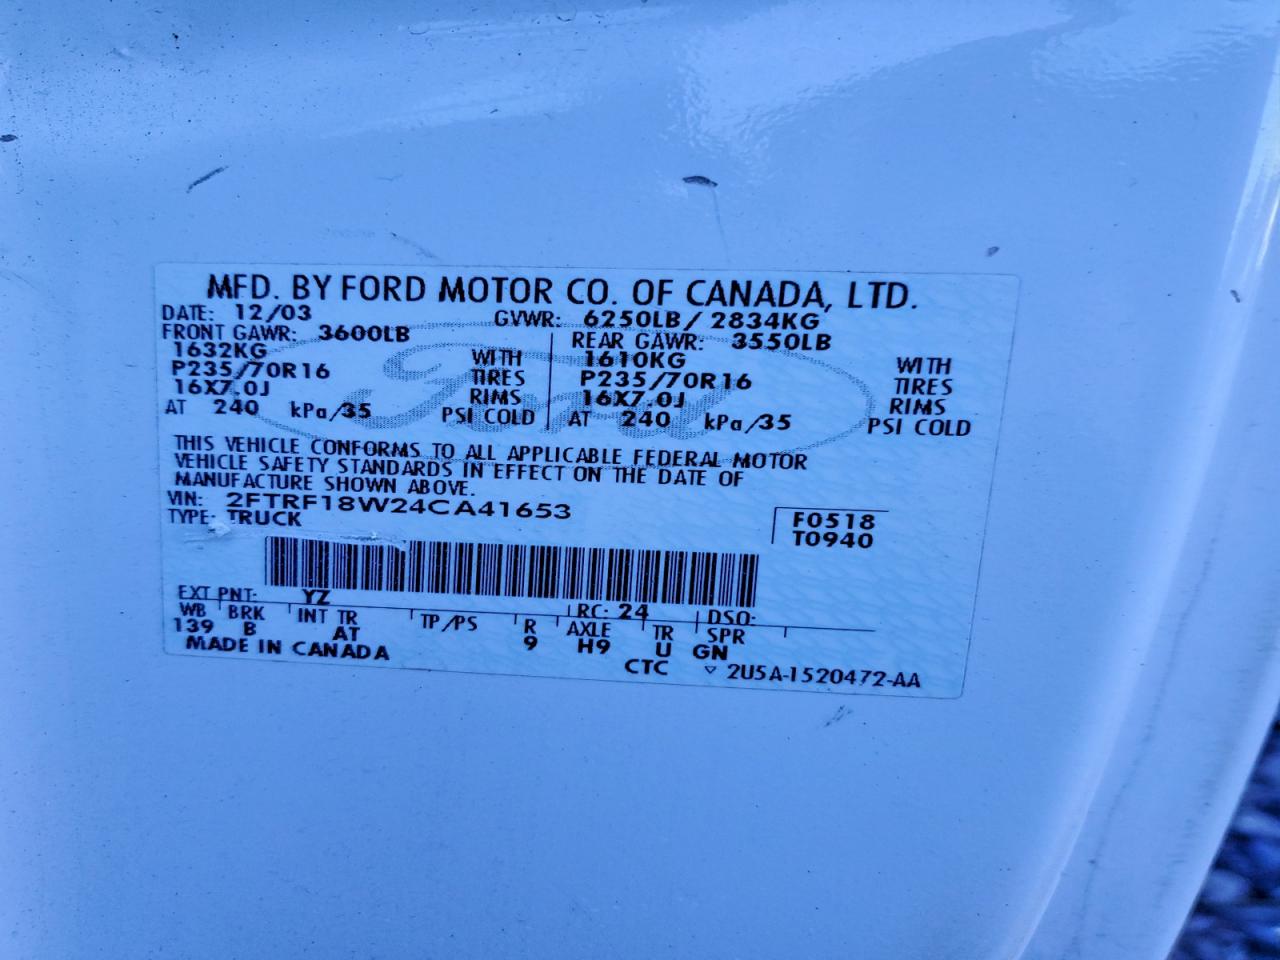 MFD. BY FORD MOTOR CO. OF CANADA, LTD.
DATE: 12/03 GVWR: 6250LB/ 2834KG
FRONT GAWR: 3600LB REAR GAWR: 3550LB
1632KG WITH 1610KG WITH
P235/70R16 TIRES P235/70R16 TIRES
16X7.0J RIMS 16X7.0J RIMS
AT 240 kPa/35 PSI COLD AT 240 kPa/35 PSI COLD
Ford
THIS VEHICLE CONFORMS TO ALL APPLICABLE FEDERAL MOTOR
VEHICLE SAFETY STANDARDS IN EFFECT ON THE DATE OF
MANUFACTURE SHOWN ABOVE.
VIN: 2FTRF18W24CA41653 F0518
TYPE: TRUCK T0940
EXT PNT: YZ RC: 24 DSO:
WB BRK INT TR TP/PS R AXLE TR SPR
139 B AT 9 H9 U GN
MADE IN CANADA CTC ▽ 2U5A-1520472-AA